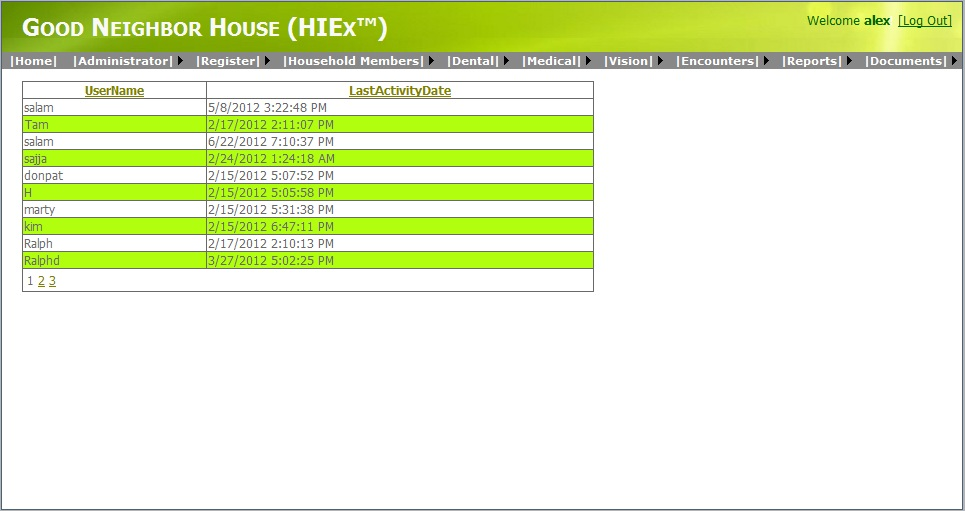 Good Neighbor House (HIEx™)
Welcome alex [Log Out]
|Home| |Administrator| |Register| |Household Members| |Dental| |Medical| |Vision| |Encounters| |Reports| |Documents|
UserName LastActivityDate
salam 5/8/2012 3:22:48 PM
Tam 2/17/2012 2:11:07 PM
salam 6/22/2012 7:10:37 PM
sajja 2/24/2012 1:24:18 AM
donpat 2/15/2012 5:07:52 PM
H 2/15/2012 5:05:58 PM
marty 2/15/2012 5:31:38 PM
kim 2/15/2012 6:47:11 PM
Ralph 2/17/2012 2:10:13 PM
Ralphd 3/27/2012 5:02:25 PM
1 2 3